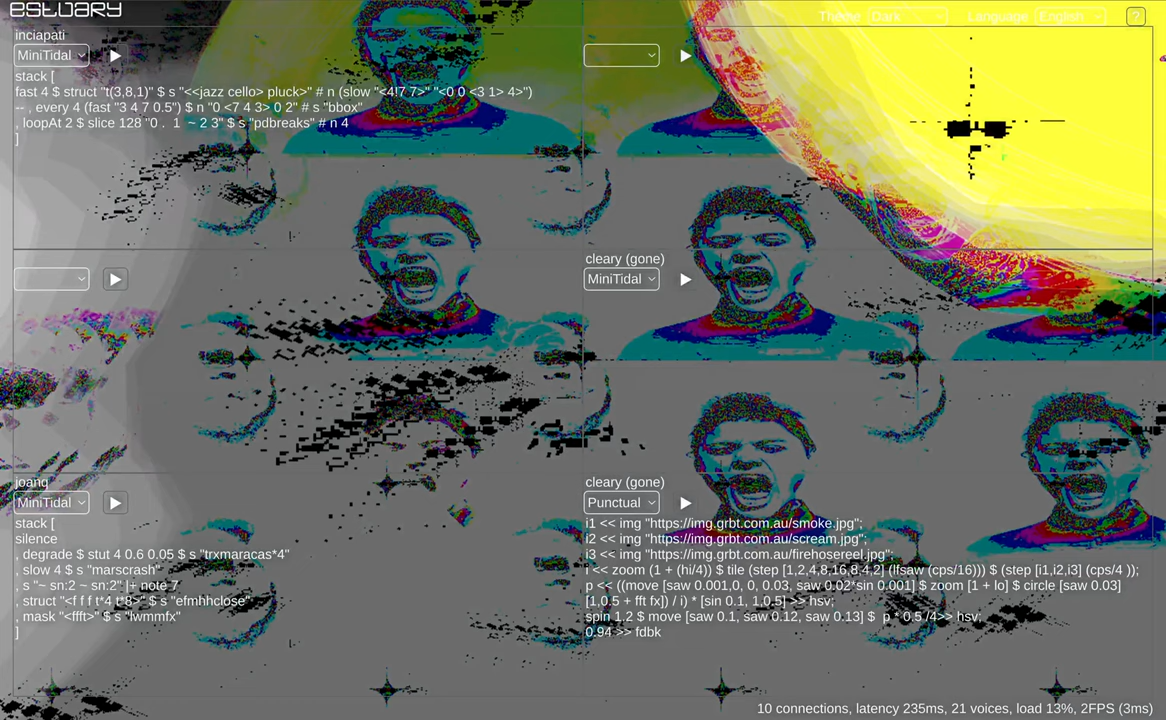 estuary
Theme Dark Language English ?
inciapati
MiniTidal
stack [
fast 4 $ struct "t(3,8,1)" $ s "<<jazz cello> pluck>" # n (slow "<4!7 7>" "<0 0 <3 1> 4>")
-- , every 4 (fast "3 4 7 0.5") $ n "0 <7 4 3> 0 2" # s "bbox"
, loopAt 2 $ slice 128 "0 .  1  ~ 2 3" $ s "pdbreaks" # n 4
]
cleary (gone)
MiniTidal
joanq
MiniTidal
stack [
silence
, degrade $ stut 4 0.6 0.05 $ s "trxmaracas*4"
, slow 4 $ s "marscrash"
, s "~ sn:2 ~ sn:2" |+ note 7
, struct "<f f f t*4 t*8>" $ s "efmhhclose"
, mask "<ffft>" $ s "lwmmfx"
]
cleary (gone)
Punctual
i1 << img "https://img.grbt.com.au/smoke.jpg";
i2 << img "https://img.grbt.com.au/scream.jpg";
i3 << img "https://img.grbt.com.au/firehosereel.jpg";
i << zoom (1 + (hi/4)) $ tile (step [1,2,4,8,16,8,4,2] (lfsaw (cps/16))) $ (step [i1,i2,i3] (cps/4 ));
p << ((move [saw 0.001,0, 0, 0.03, saw 0.02*sin 0.001] $ zoom [1 + lo] $ circle [saw 0.03]
[1,0.5 + fft fx]) / i) * [sin 0.1, 1,0.5] >> hsv;
spin 1.2 $ move [saw 0.1, saw 0.12, saw 0.13] $  p * 0.5 /4>> hsv;
0.94 >> fdbk
10 connections, latency 235ms, 21 voices, load 13%, 2FPS (3ms)